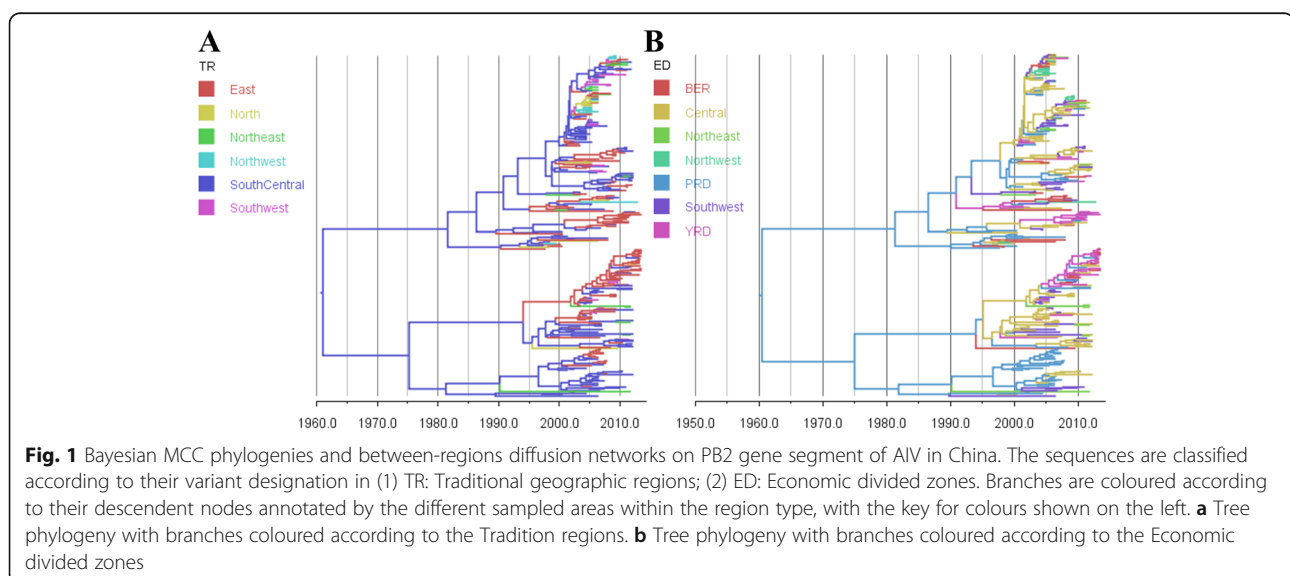 A
B
TR
East
North
Northeast
Northwest
SouthCentral
Southwest
ED
BER
Central
Northeast
Northwest
PRD
Southwest
YRD
1960.0 1970.0 1980.0 1990.0 2000.0 2010.0
1950.0 1960.0 1970.0 1980.0 1990.0 2000.0 2010.0
Fig. 1 Bayesian MCC phylogenies and between-regions diffusion networks on PB2 gene segment of AIV in China. The sequences are classified
according to their variant designation in (1) TR: Traditional geographic regions; (2) ED: Economic divided zones. Branches are coloured according
to their descendent nodes annotated by the different sampled areas within the region type, with the key for colours shown on the left. a Tree
phylogeny with branches coloured according to the Tradition regions. b Tree phylogeny with branches coloured according to the Economic
divided zones